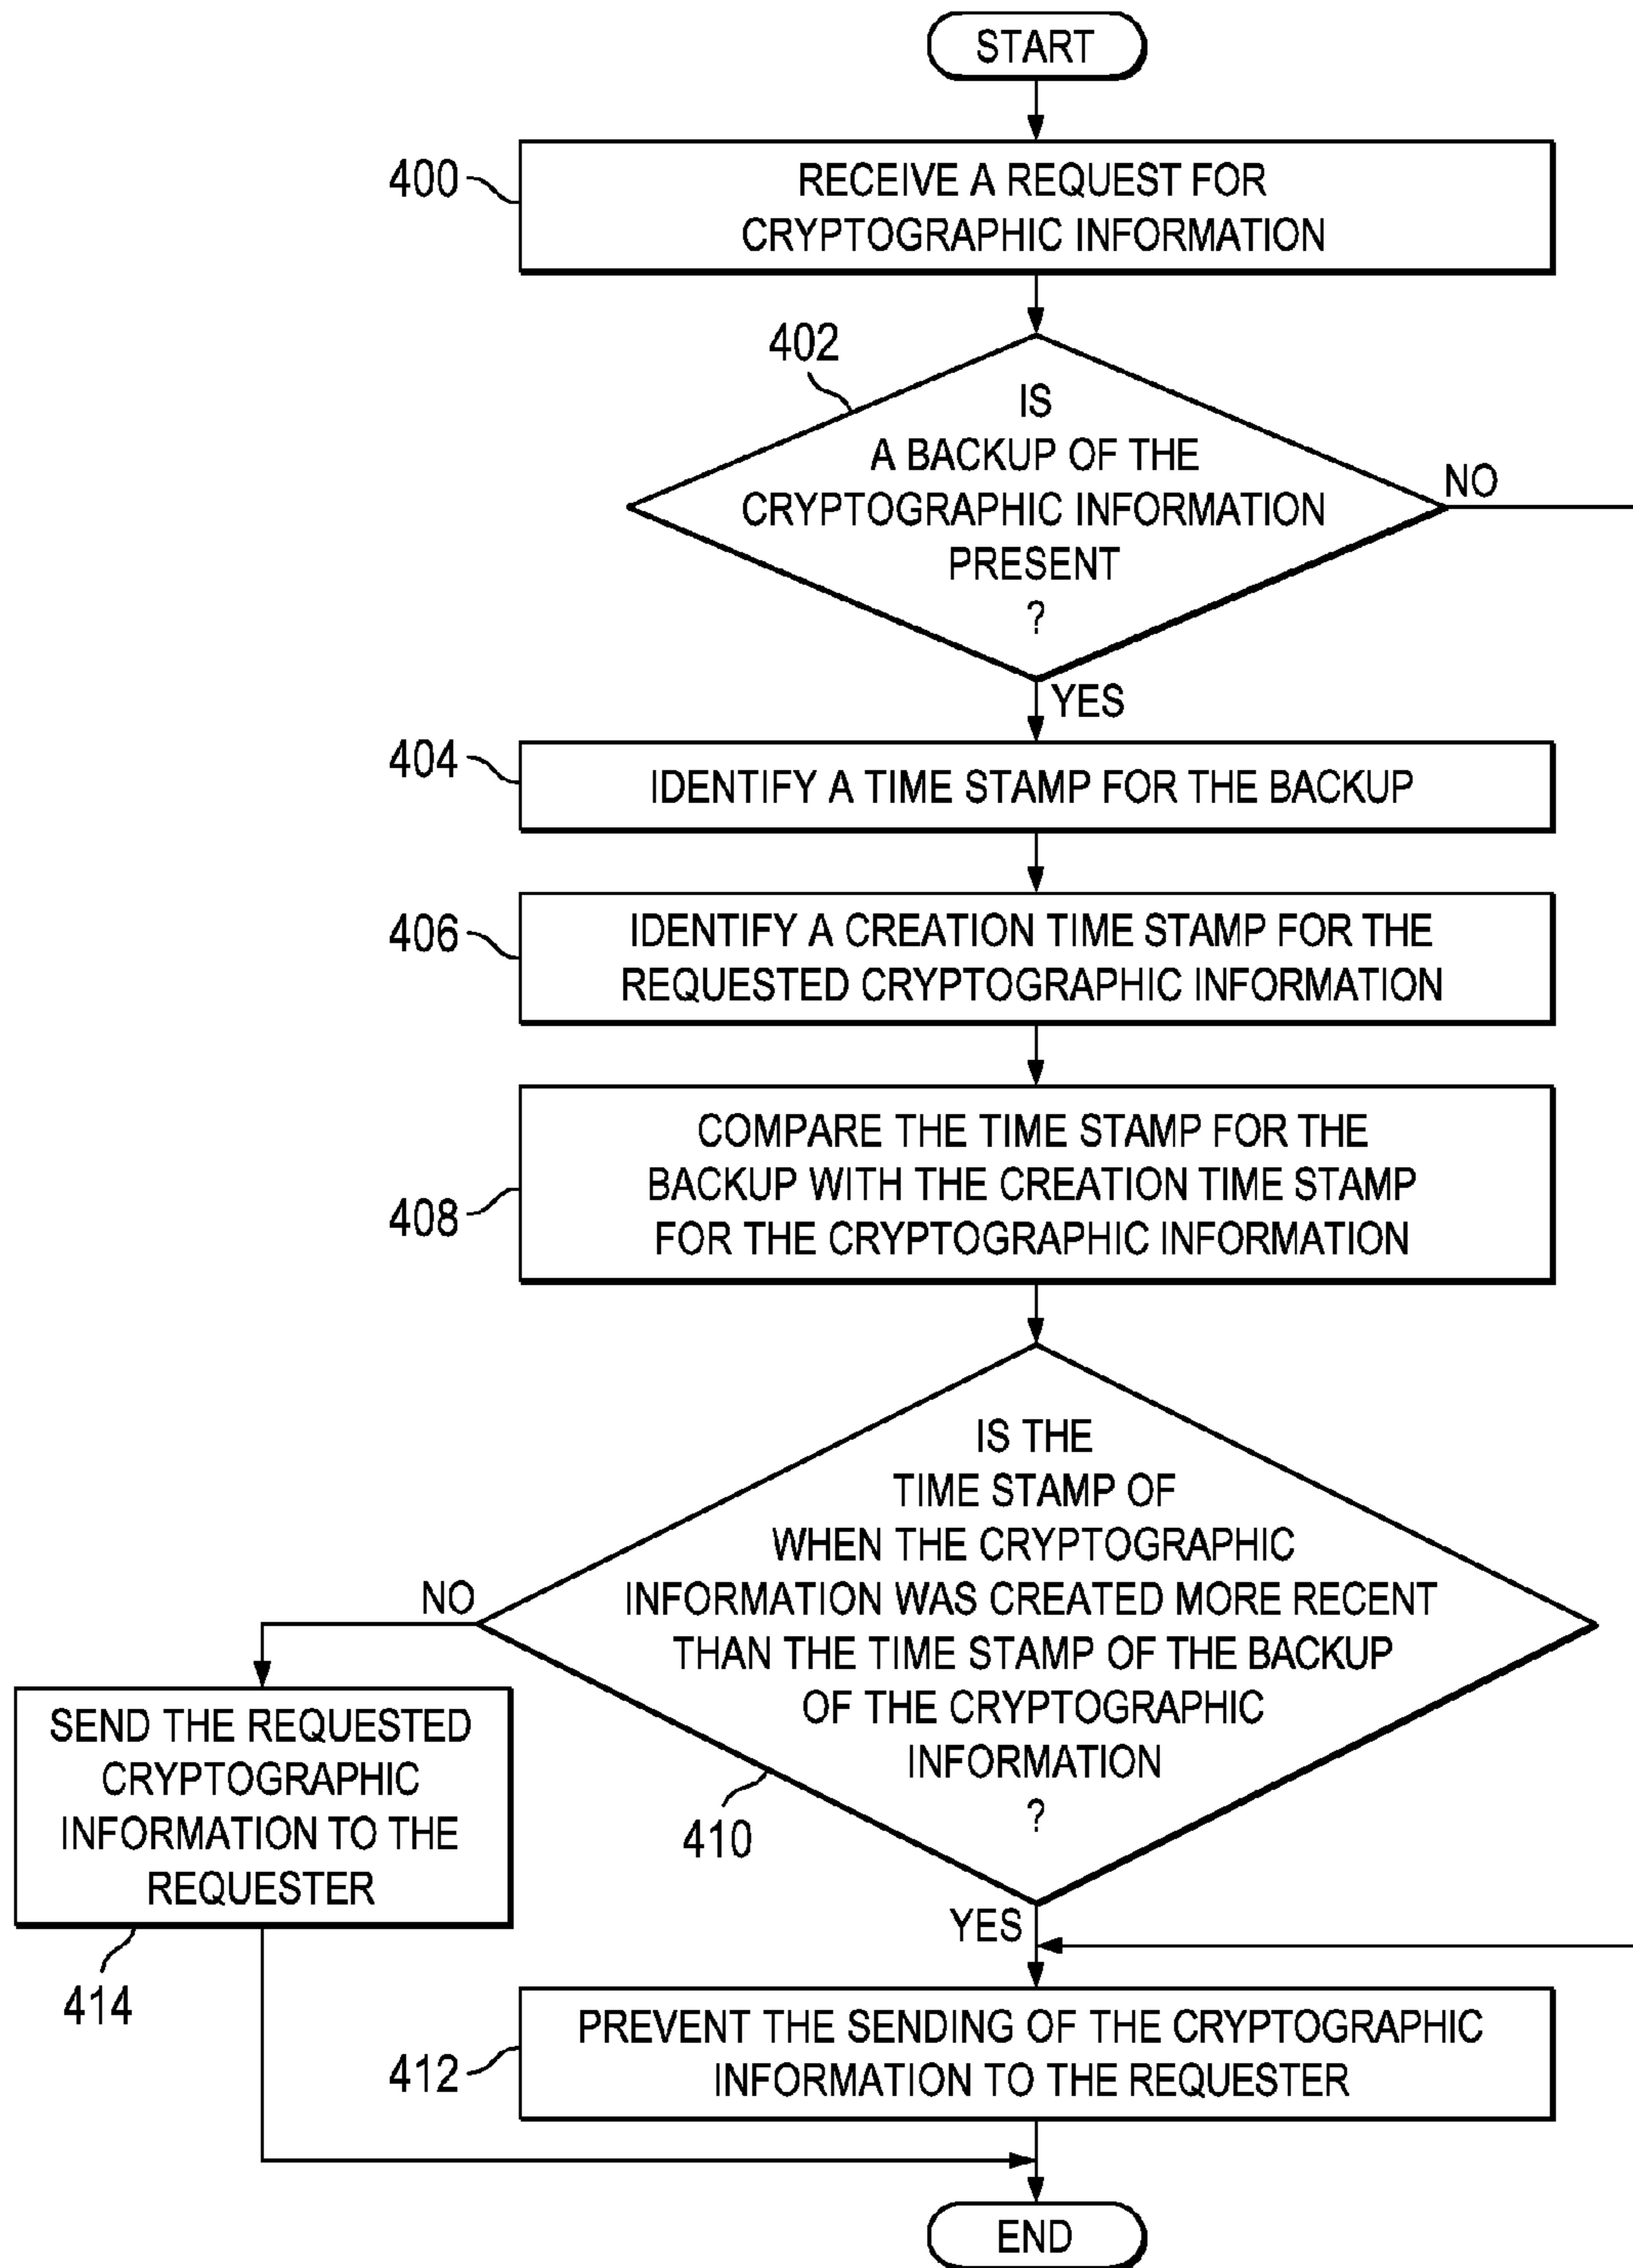 START
400
RECEIVE A REQUEST FOR
CRYPTOGRAPHIC INFORMATION
402
IS
A BACKUP OF THE
CRYPTOGRAPHIC INFORMATION
PRESENT
?
NO
YES
404
IDENTIFY A TIME STAMP FOR THE BACKUP
406
IDENTIFY A CREATION TIME STAMP FOR THE
REQUESTED CRYPTOGRAPHIC INFORMATION
408
COMPARE THE TIME STAMP FOR THE
BACKUP WITH THE CREATION TIME STAMP
FOR THE CRYPTOGRAPHIC INFORMATION
IS THE
TIME STAMP OF
WHEN THE CRYPTOGRAPHIC
INFORMATION WAS CREATED MORE RECENT
THAN THE TIME STAMP OF THE BACKUP
OF THE CRYPTOGRAPHIC
INFORMATION
?
410
NO
SEND THE REQUESTED
CRYPTOGRAPHIC
INFORMATION TO THE
REQUESTER
414
YES
412
PREVENT THE SENDING OF THE CRYPTOGRAPHIC
INFORMATION TO THE REQUESTER
END